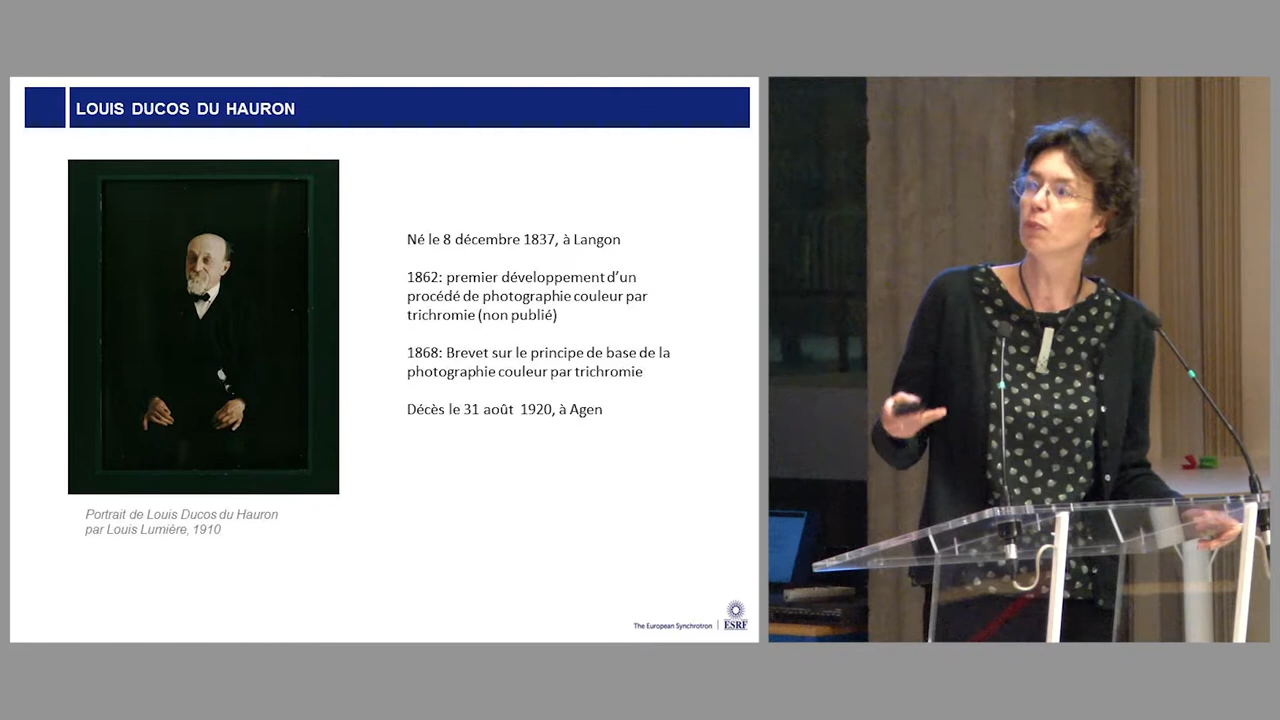 LOUIS DUCOS DU HAURON
Né le 8 décembre 1837, à Langon
1862: premier développement d'un
procédé de photographie couleur par
trichromie (non publié)
1868: Brevet sur le principe de base de la
photographie couleur par trichromie
Décès le 31 août 1920, à Agen
Portrait de Louis Ducos du Hauron
par Louis Lumière, 1910
The European Synchrotron
ESRF